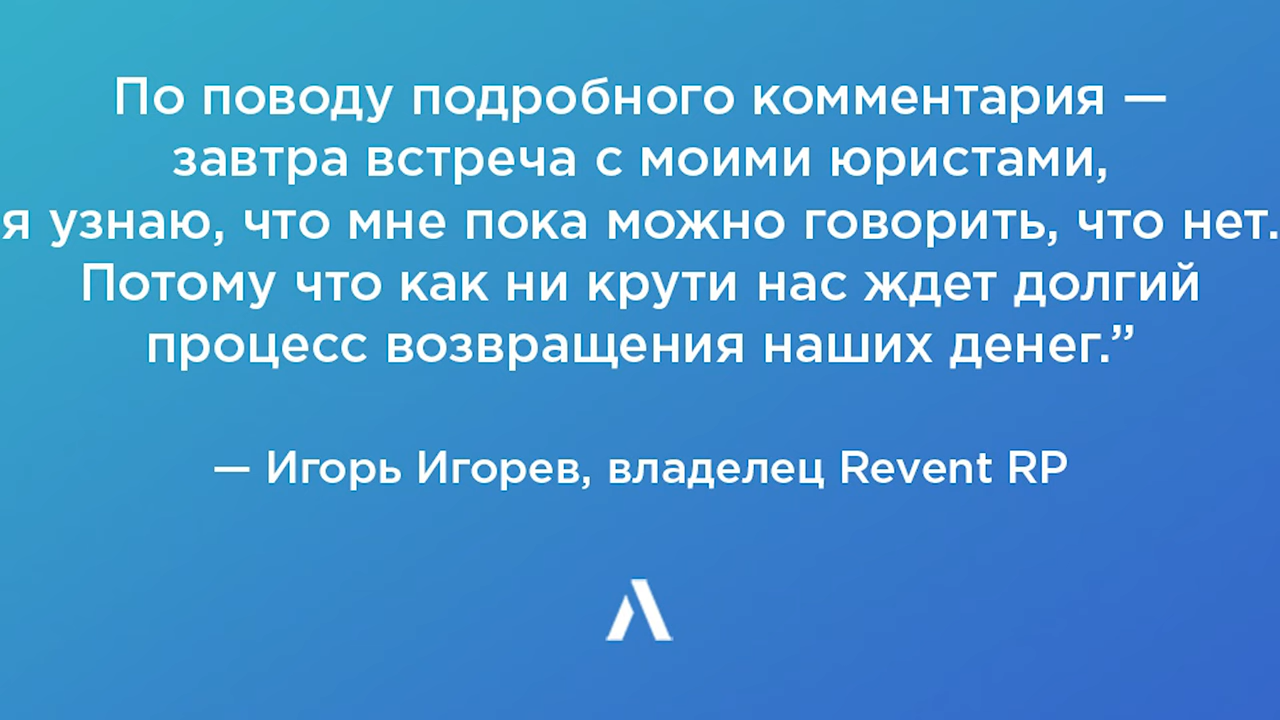 По поводу подробного комментария —
завтра встреча с моими юристами,
я узнаю, что мне пока можно говорить, что нет.
Потому что как ни крути нас ждет долгий
процесс возвращения наших денег.”
— Игорь Игорев, владелец Revent RP